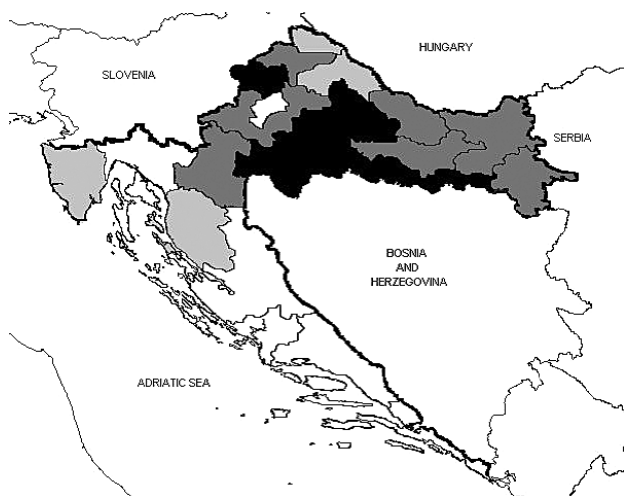 HUNGARY
SLOVENIA
SERBIA
BOSNIA
AND
HERZEGOVINA
ADRIATIC SEA